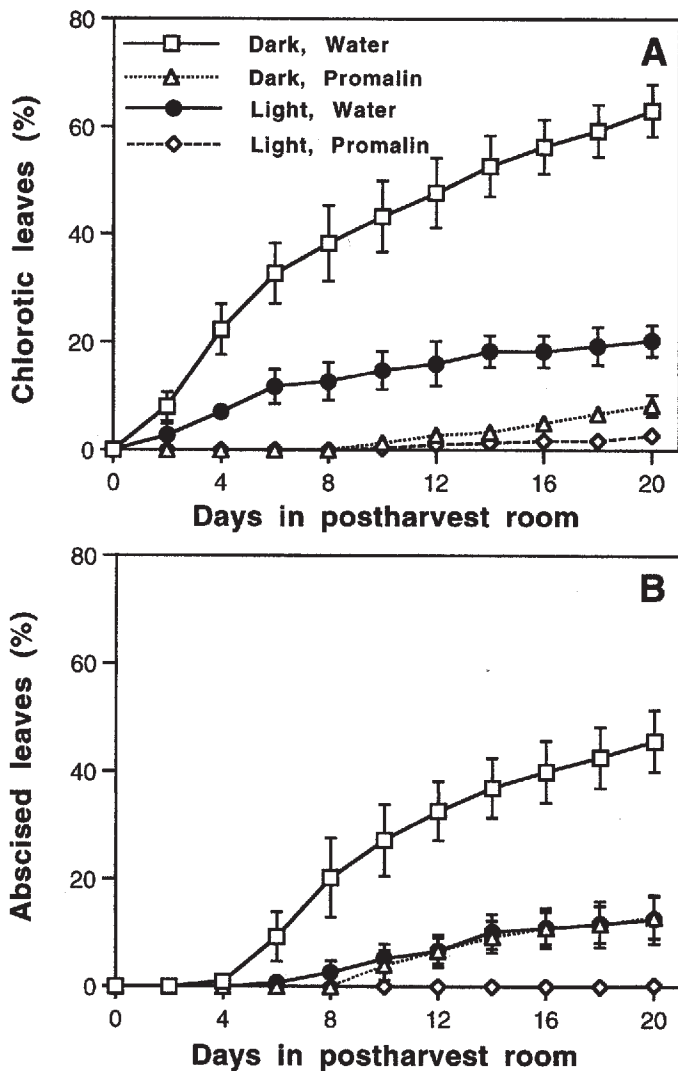 80
A
Dark, Water
Dark, Promalin
Light, Water
Light, Promalin
60
40
20
0
Chlorotic leaves (%)
0 4 8 12 16 20
Days in postharvest room
80
B
60
40
20
0
Abscised leaves (%)
0 4 8 12 16 20
Days in postharvest room